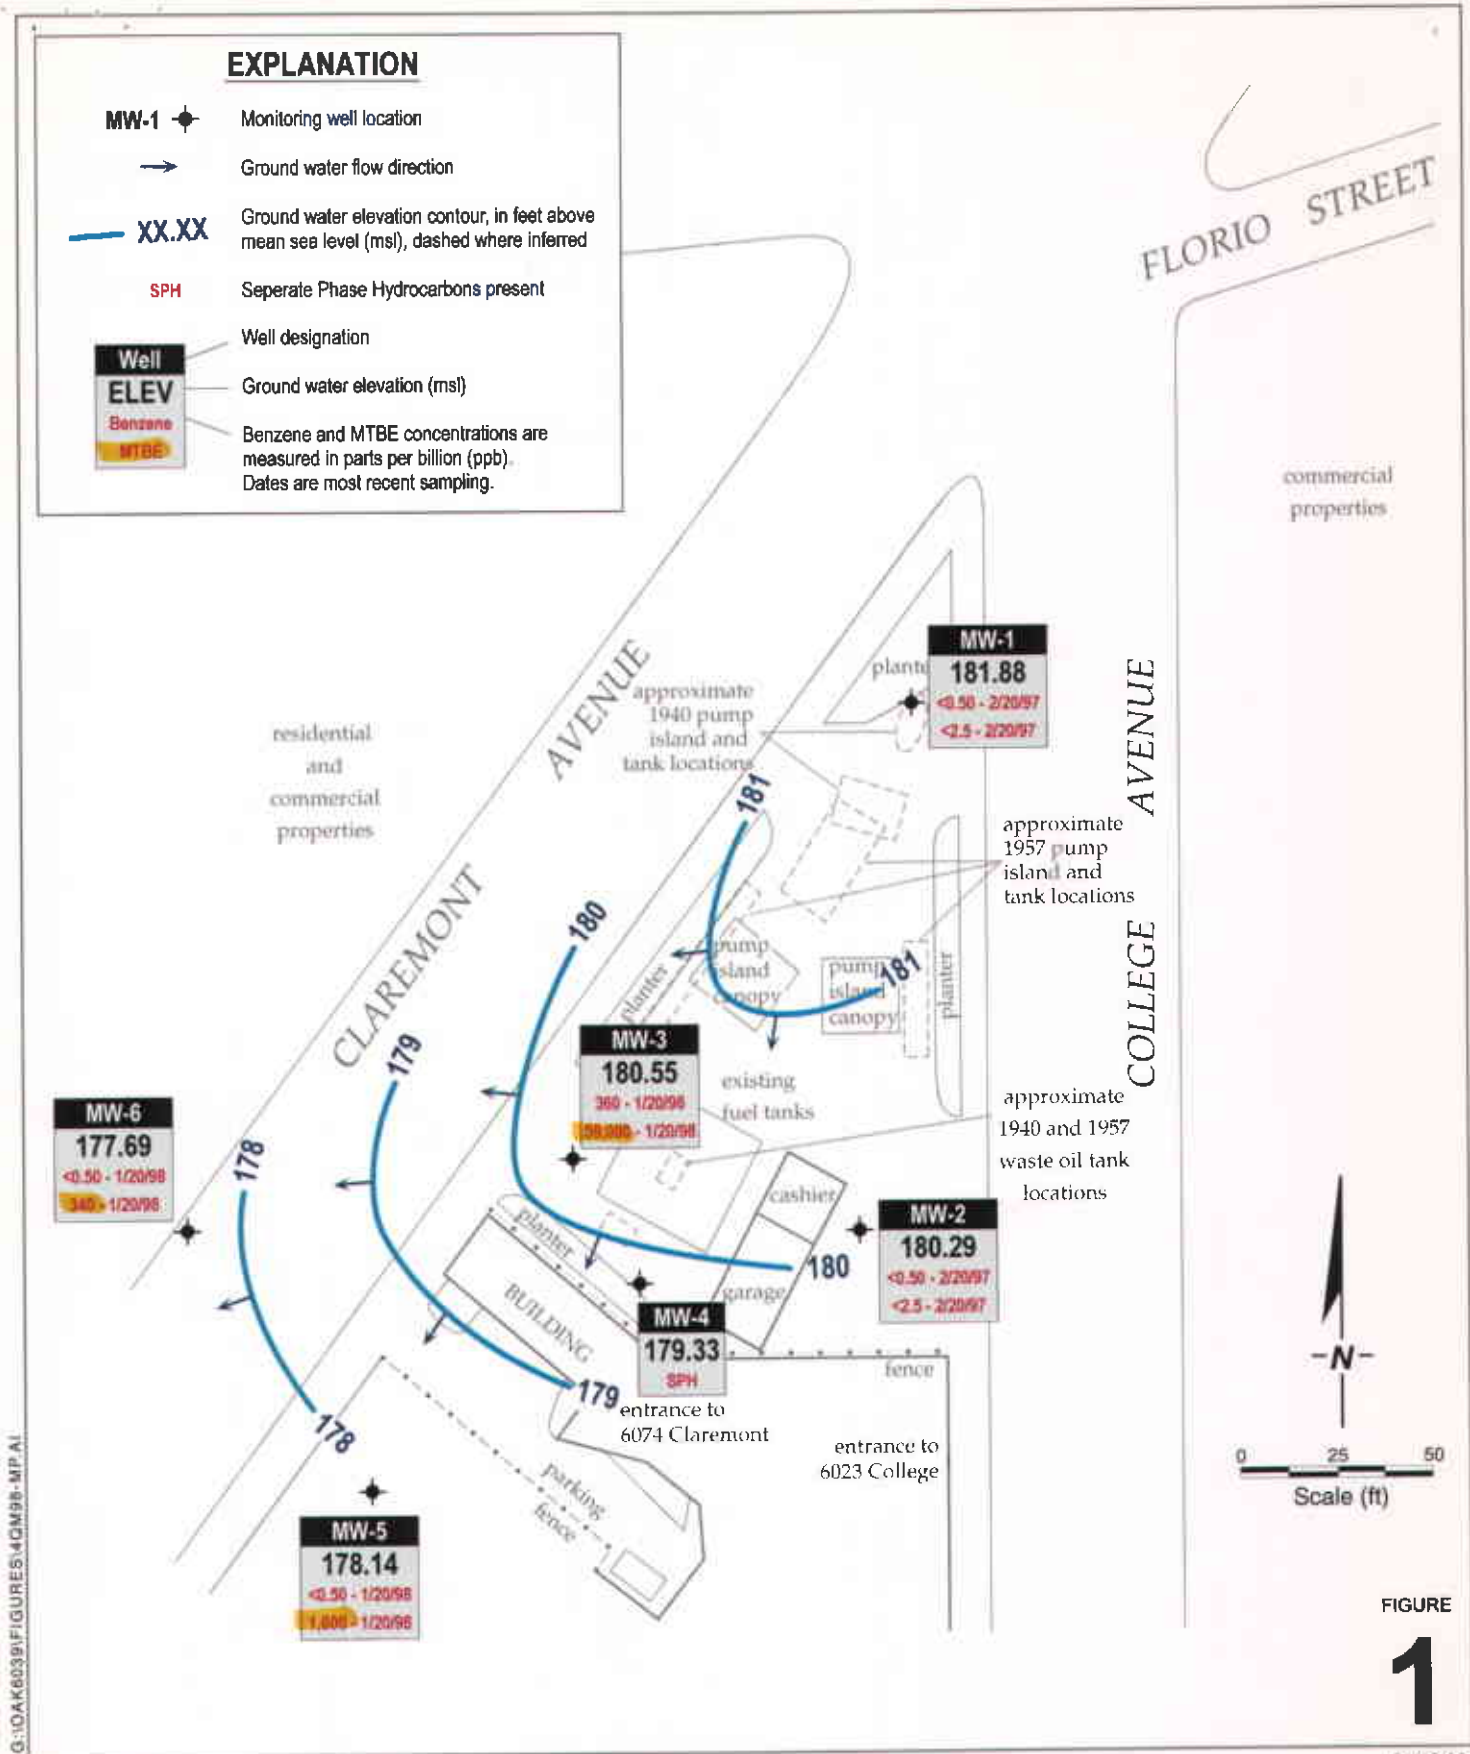 EXPLANATION
MW-1
Monitoring well location
Ground water flow direction
XX.XX
Ground water elevation contour, in feet above
mean sea level (msl), dashed where inferred
SPH
Seperate Phase Hydrocarbons present
Well designation
Well
ELEV
Benzene
MTBE
Ground water elevation (msl)
Benzene and MTBE concentrations are
measured in parts per billion (ppb).
Dates are most recent sampling.
FLORIO STREET
commercial
properties
MW-1
181.88
<0.50 - 2/20/97
<2.5 - 2/20/97
approximate
1940 pump
island and
tank locations
residential
and
commercial
properties
CLAREMONT AVENUE
COLLEGE AVENUE
181
approximate
1957 pump
island and
tank locations
180
pump
island
canopy
pump
island
canopy
181
planter
planter
179
MW-3
180.55
360 - 1/20/98
- 1/20/98
existing
fuel tanks
approximate
1940 and 1957
waste oil tank
locations
MW-6
177.69
<0.50 - 1/20/98
340 - 1/20/98
178
cashier
MW-2
180.29
<0.50 - 2/20/97
<2.5 - 2/20/97
planter
180
garage
BUILDING
MW-4
179.33
SPH
fence
179
entrance to
6074 Claremont
178
entrance to
6023 College
parking
fence
MW-5
178.14
<0.50 - 1/20/98
1,600 - 1/20/98
-N-
0 25 50
Scale (ft)
FIGURE
1
G:\OAK6039\FIGURES\4QM98-MP.AI